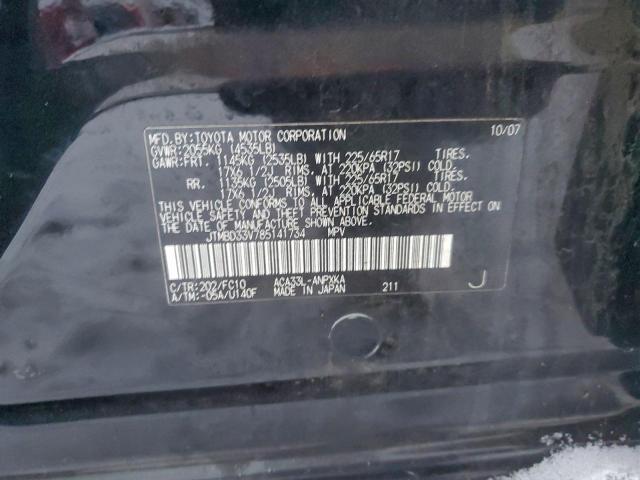 MFD. BY:TOYOTA MOTOR CORPORATION 10/07
GVWR: 2055KG (4535LB)
GAWR:FRT. 1145KG (2535LB) WITH 225/65R17 TIRES.
17X6 1/2J RIMS, AT 220KPA (32PSI) COLD.
RR. 1135KG (2505LB) WITH 225/65R17 TIRES.
17X6 1/2J RIMS, AT 220KPA (32PSI) COLD.
THIS VEHICLE CONFORMS TO ALL APPLICABLE FEDERAL MOTOR
VEHICLE SAFETY AND THEFT PREVENTION STANDARDS IN EFFECT ON
THE DATE OF MANUFACTURE SHOWN ABOVE.
JTMBD33V785141734 MPV
C/TR:202/FC10 ACA33L-ANPXKA
A/TM:-05A/U140F MADE IN JAPAN 211 J